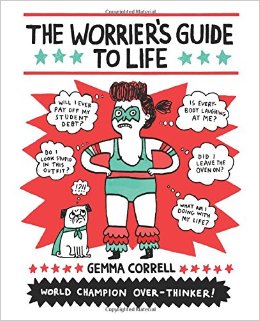 THE WORRIER'S GUIDE
TO LIFE
WILL I EVER
PAY OFF MY
STUDENT
DEBT?
IS EVERY-
BODY LAUGHING
AT ME?
DO I
LOOK STUPID
IN THIS
OUTFIT?
DID I
LEAVE THE
OVEN ON?
?!!
WHAT AM I
DOING WITH
MY LIFE?
GEMMA CORRELL
WORLD CHAMPION OVER-THINKER!